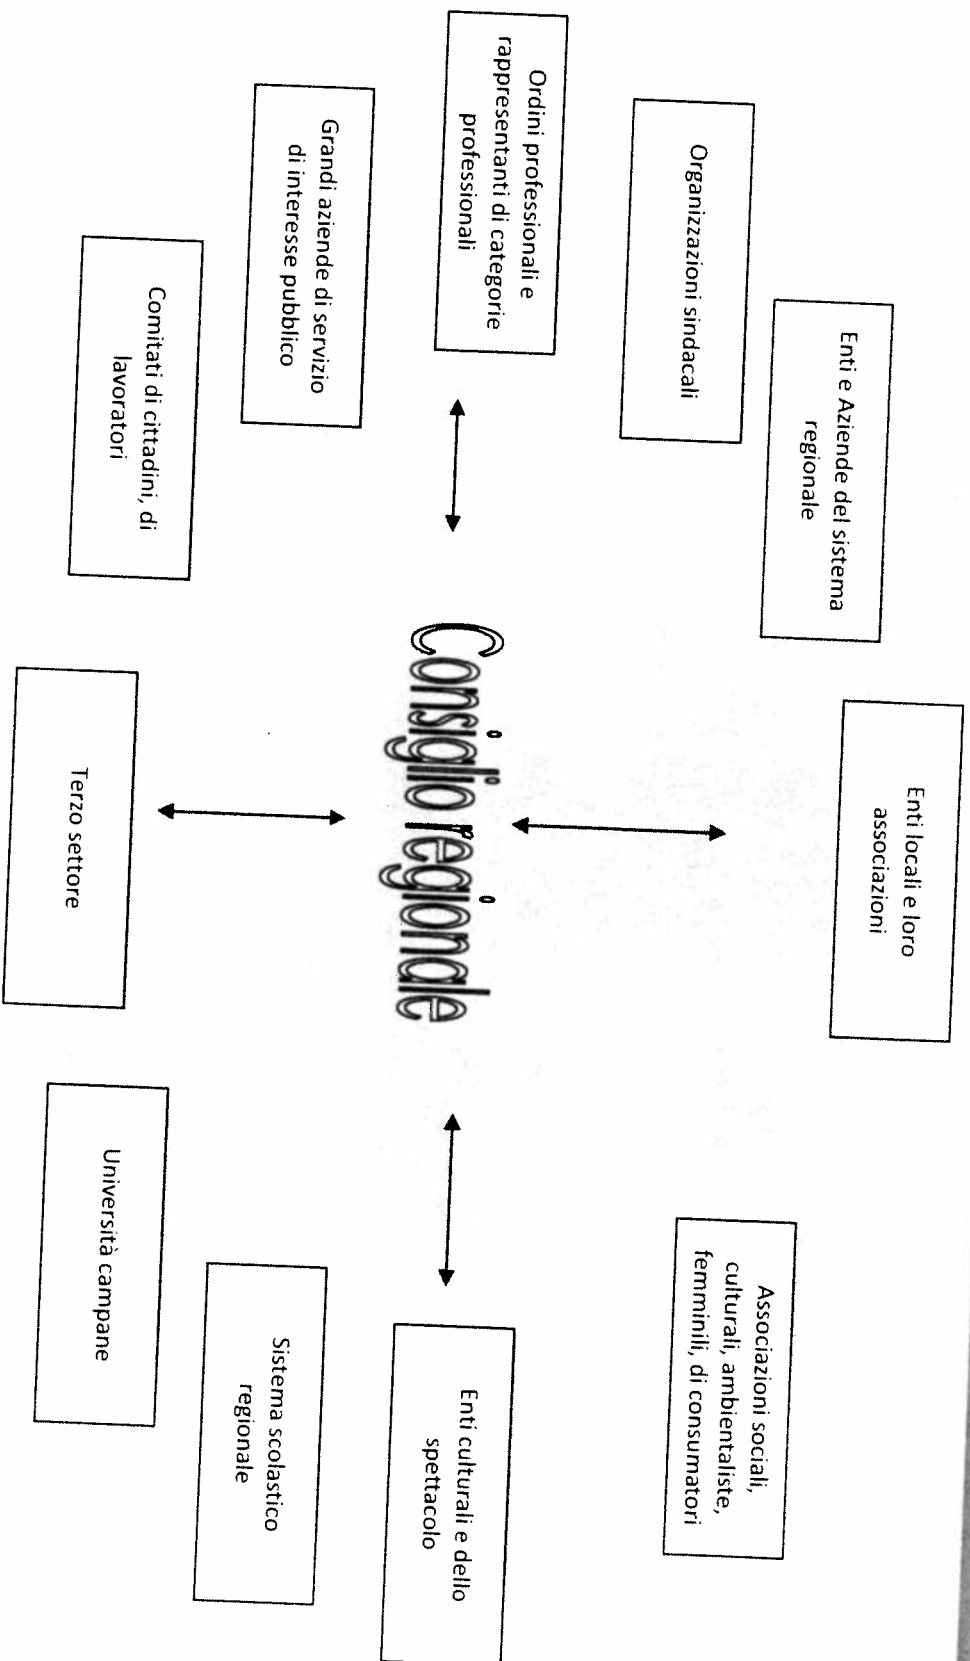 Enti locali e loro
associazioni
Enti e Aziende del sistema
regionale
Associazioni sociali,
culturali, ambientaliste,
femminili, di consumatori
Organizzazioni sindacali
Ordini professionali e
rappresentanti di categorie
professionali
Consiglio regionale
Enti culturali e dello
spettacolo
Grandi aziende di servizio
di interesse pubblico
Sistema scolastico
regionale
Comitati di cittadini, di
lavoratori
Università campane
Terzo settore